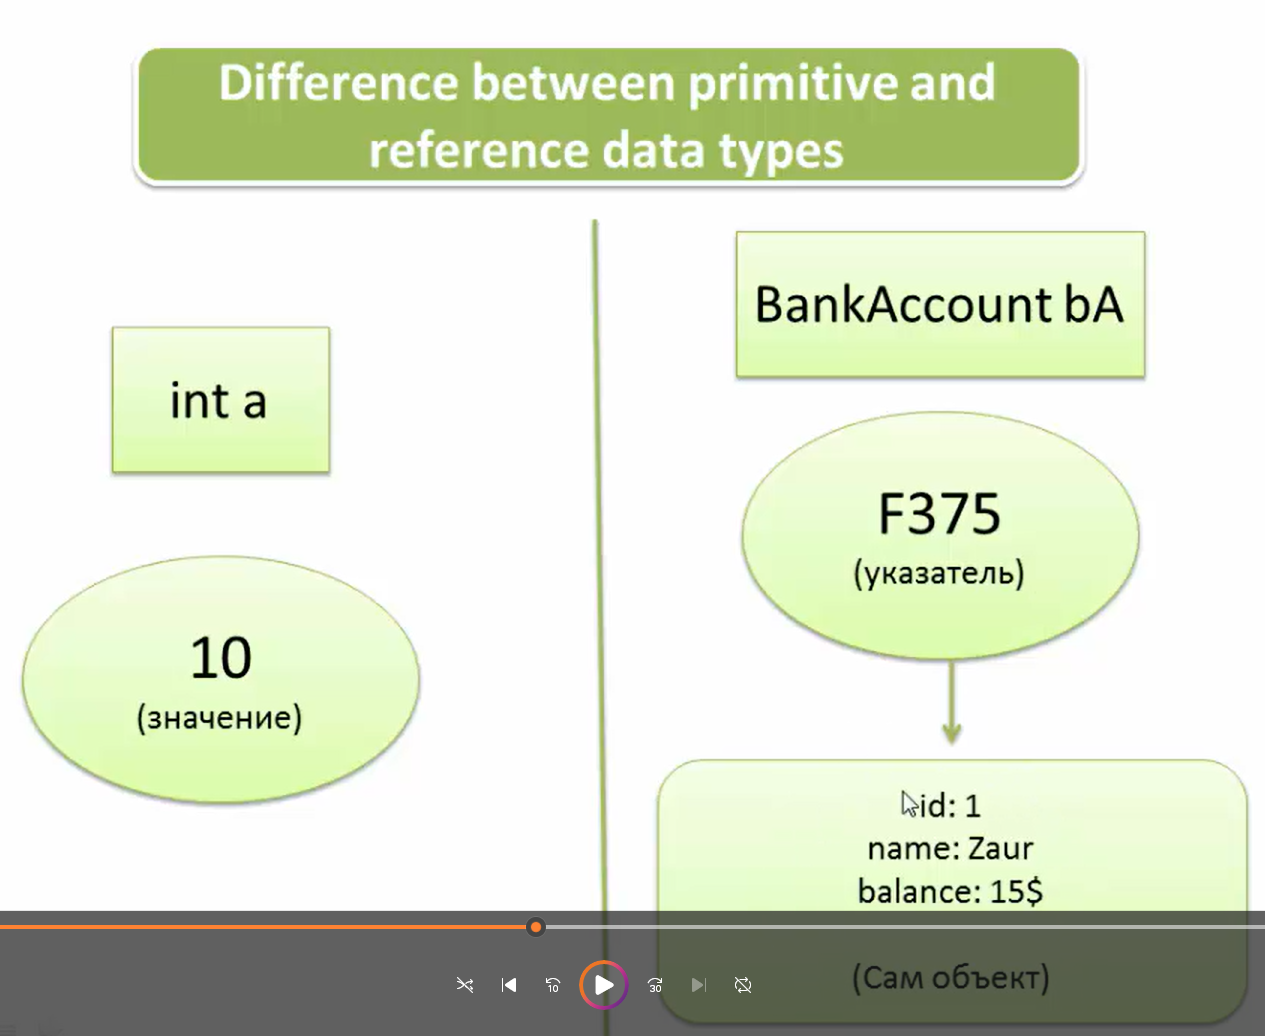 Difference between primitive and
reference data types
int a
10
(значение)
BankAccount bA
F375
(указатель)
id: 1
name: Zaur
balance: 15$
(Сам объект)
10
30